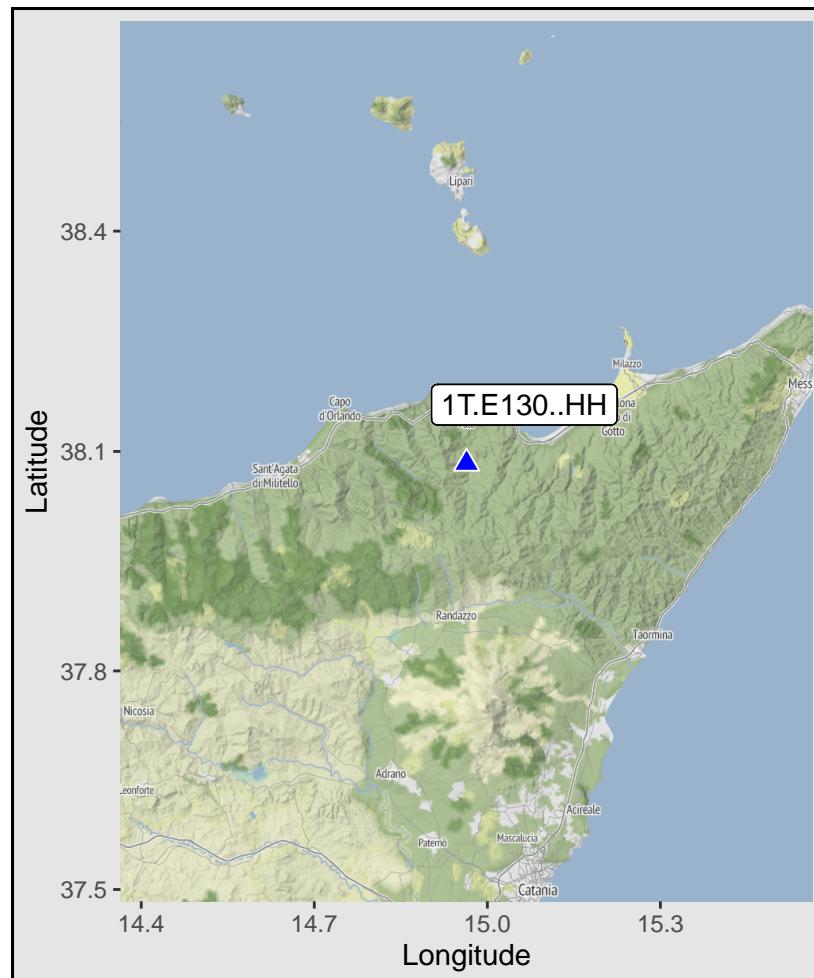 Lipari
38.4
Milazzo
Mess
1T.E130..HH
Capo
d'Orlando
Gotto
38.1
Sant'Agata
di Militello
Latitude
Randazzo
Taormina
37.8
Nicosia
Adrano
Leonforte
Acireale
Paternò
Mascalucia
37.5
Catania
14.4 14.7 15.0 15.3
Longitude